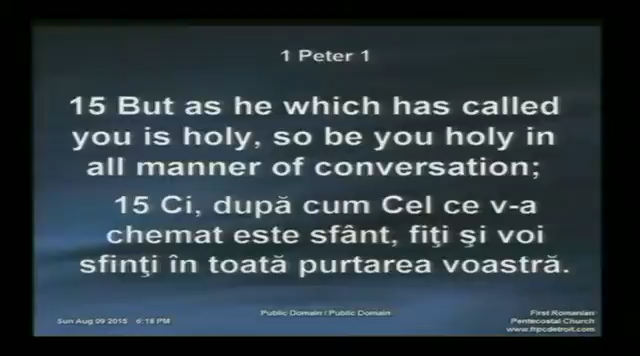 1 Peter 1
15 But as he which has called
you is holy, so be you holy in
all manner of conversation;
15 Ci, după cum Cel ce v-a
chemat este sfânt, fiţi şi voi
sfinţi în toată purtarea voastră.
Public Domain / Public Domain
Sun Aug 09 2015 6:18 PM
First Romanian
Pentecostal Church
www.frpcdetroit.com